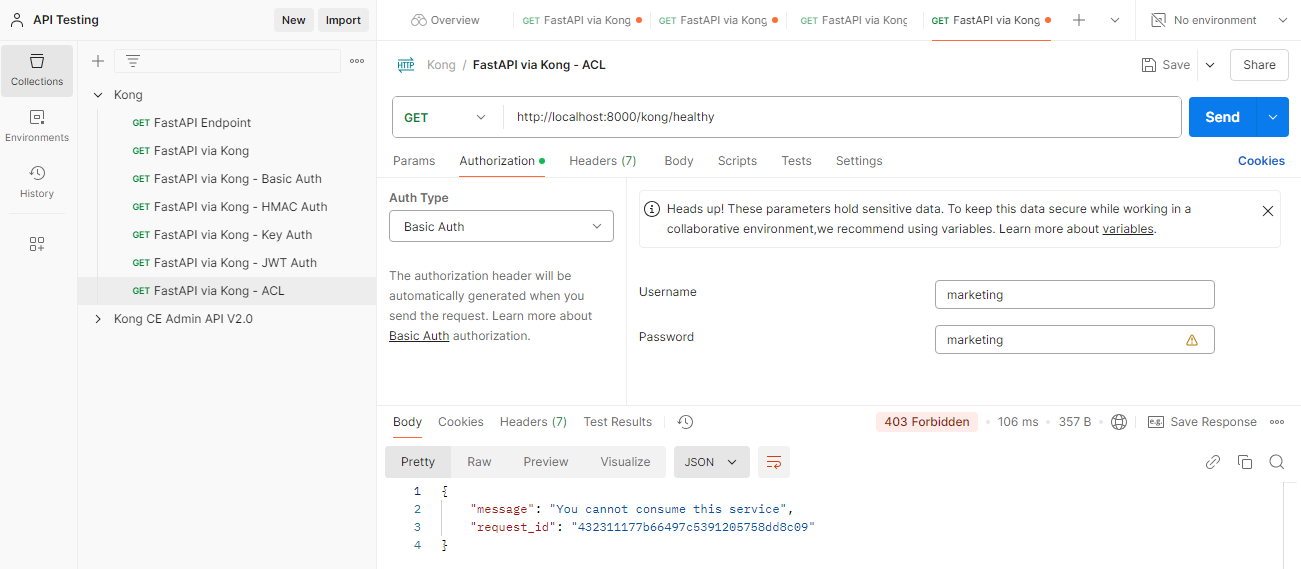 API Testing
New
Import
Overview
GET FastAPI via Kong
GET FastAPI via Kong
GET FastAPI via Kong
GET FastAPI via Kong
No environment
Collections
Environments
History
Kong
GET FastAPI Endpoint
GET FastAPI via Kong
GET FastAPI via Kong - Basic Auth
GET FastAPI via Kong - HMAC Auth
GET FastAPI via Kong - Key Auth
GET FastAPI via Kong - JWT Auth
GET FastAPI via Kong - ACL
Kong CE Admin API V2.0
HTTP
Kong / FastAPI via Kong - ACL
Save
Share
GET
http://localhost:8000/kong/healthy
Send
Params
Authorization
Headers (7)
Body
Scripts
Tests
Settings
Cookies
Auth Type
Basic Auth
The authorization header will be
automatically generated when you
send the request. Learn more about
Basic Auth authorization.
Heads up! These parameters hold sensitive data. To keep this data secure while working in a
collaborative environment,we recommend using variables. Learn more about variables.
Username
marketing
Password
marketing
Body
Cookies
Headers (7)
Test Results
403 Forbidden
106 ms
357 B
e.g.
Save Response
Pretty
Raw
Preview
Visualize
JSON
1 {
2 "message": "You cannot consume this service",
3 "request_id": "432311177b66497c5391205758dd8c09"
4 }